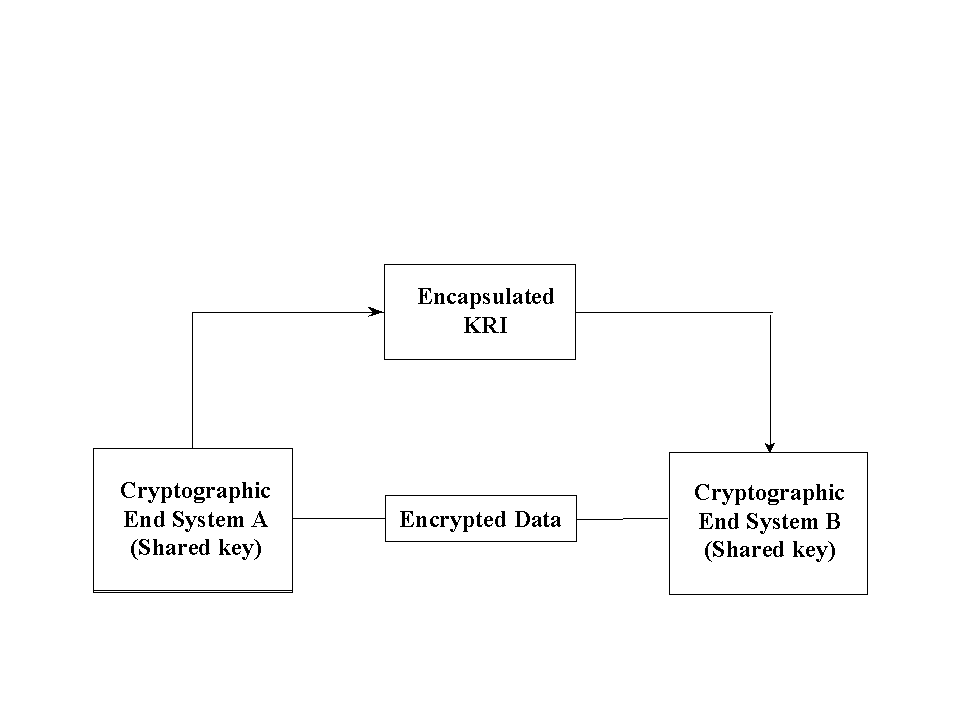 Encapsulated
KRI
Cryptographic
End System A
(Shared key)
Encrypted Data
Cryptographic
End System B
(Shared key)